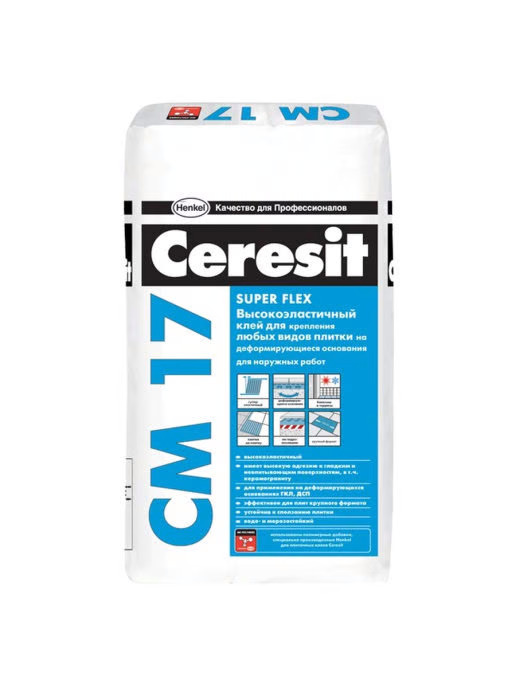 CM 17
Henkel
Качество для Профессионалов
Ceresit
CM 17
SUPER FLEX
Высокоэластичный
клей для крепления
любых видов плитки на
деформирующиеся основания
для наружных работ
высокоэластичный
имеет высокую адгезию к гладким и
невпитывающим поверхностям, в т.ч.
керамограниту
для применения на деформирующихся
основаниях ГКЛ, ДСП
эффективен для плит крупного формата
устойчив к сползанию плитки
водо- и морозостойкий